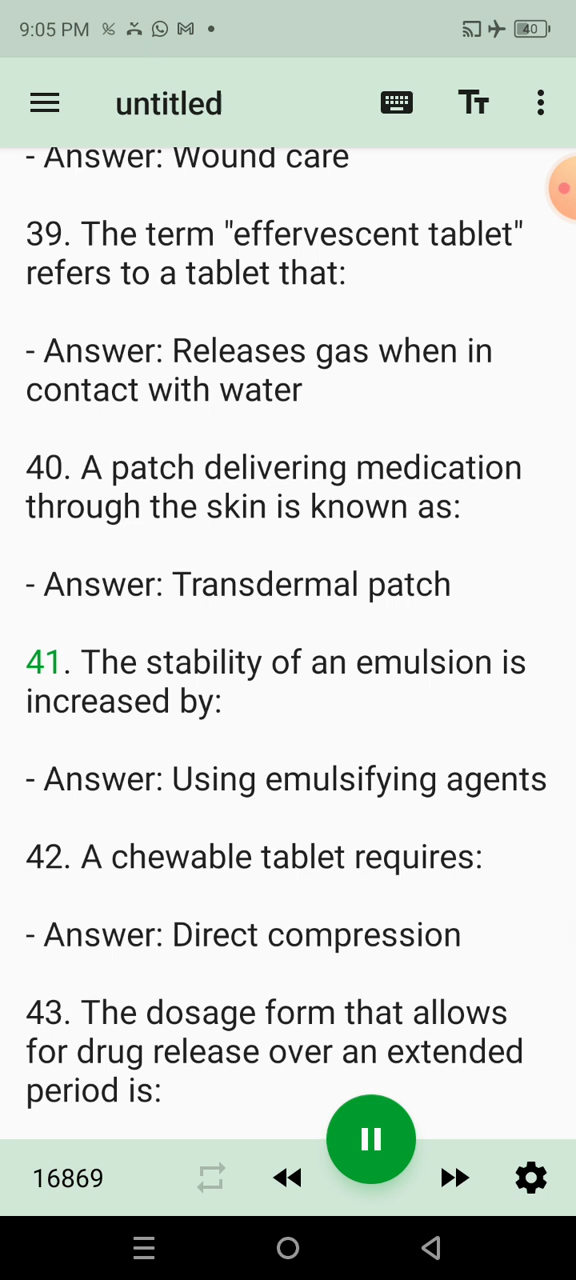 9:05 PM
40
untitled
- Answer: Wound care
39. The term "effervescent tablet"
refers to a tablet that:
- Answer: Releases gas when in
contact with water
40. A patch delivering medication
through the skin is known as:
- Answer: Transdermal patch
41. The stability of an emulsion is
increased by:
- Answer: Using emulsifying agents
42. A chewable tablet requires:
- Answer: Direct compression
43. The dosage form that allows
for drug release over an extended
period is:
16869